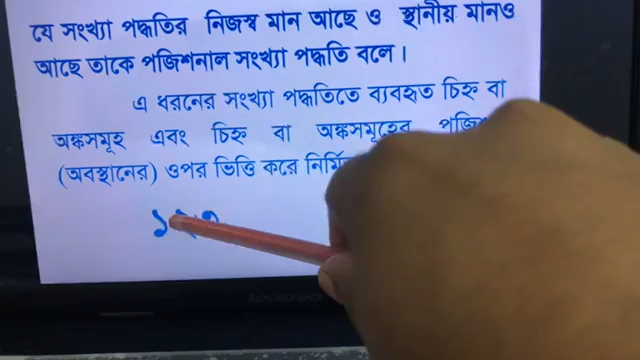 যে সংখ্যা পদ্ধতির নিজস্ব মান আছে ও স্থানীয় মানও
আছে তাকে পজিশনাল সংখ্যা পদ্ধতি বলে।
এ ধরনের সংখ্যা পদ্ধতিতে ব্যবহৃত চিহ্ন বা
অঙ্কসমূহ এবং চিহ্ন বা অঙ্কসমূহের
(অবস্থানের) ওপর ভিত্তি করে
lenovo